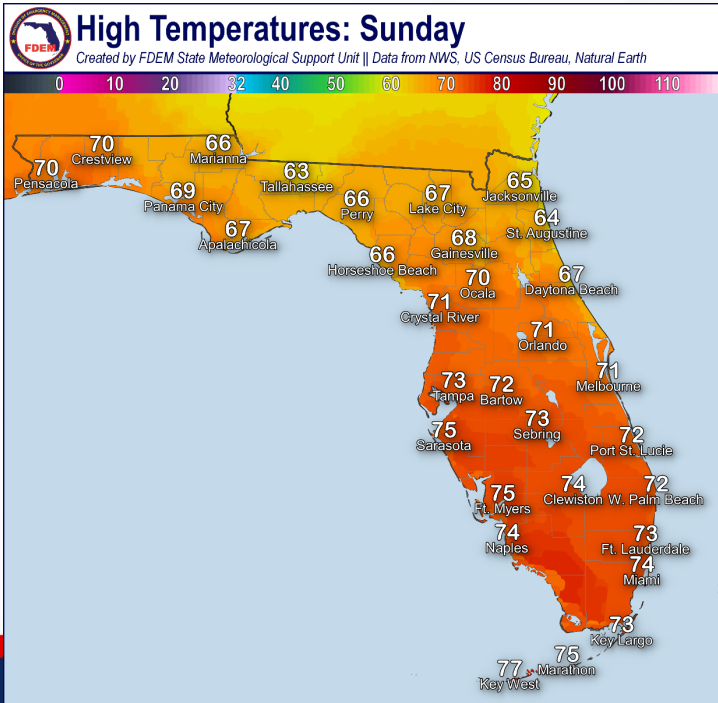 High Temperatures: Sunday
Created by FDEM State Meteorological Support Unit || Data from NWS, US Census Bureau, Natural Earth
FDEM
0 10 20 32 40 50 60 70 80 90 100 110
70
Crestview
66
Marianna
70
Pensacola
63
Tallahassee
69
Panama City
66
Perry
67
Lake City
65
Jacksonville
67
Apalachicola
64
St. Augustine
68
Gainesville
66
Horseshoe Beach
70
Ocala
67
Daytona Beach
71
Crystal River
71
Orlando
71
Melbourne
73
Tampa
72
Bartow
73
Sebring
75
Sarasota
72
Port St. Lucie
75
Ft. Myers
74
Clewiston
72
W. Palm Beach
74
Naples
73
Ft. Lauderdale
74
Miami
73
Key Largo
75
Marathon
77
Key West